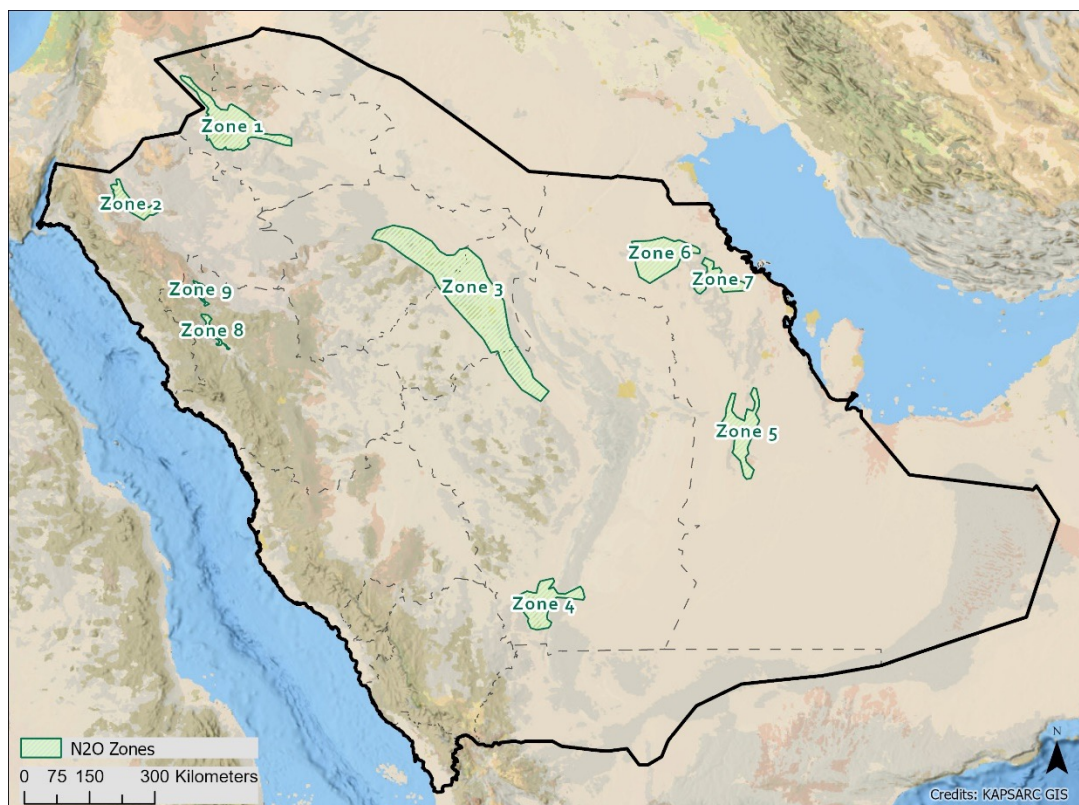 Zone 1
Zone 2
Zone 6
Zone 7
Zone 3
Zone 9
Zone 8
Zone 5
Zone 4
N2O Zones
0 75 150 300 Kilometers
N
Credits: KAPSARC GIS